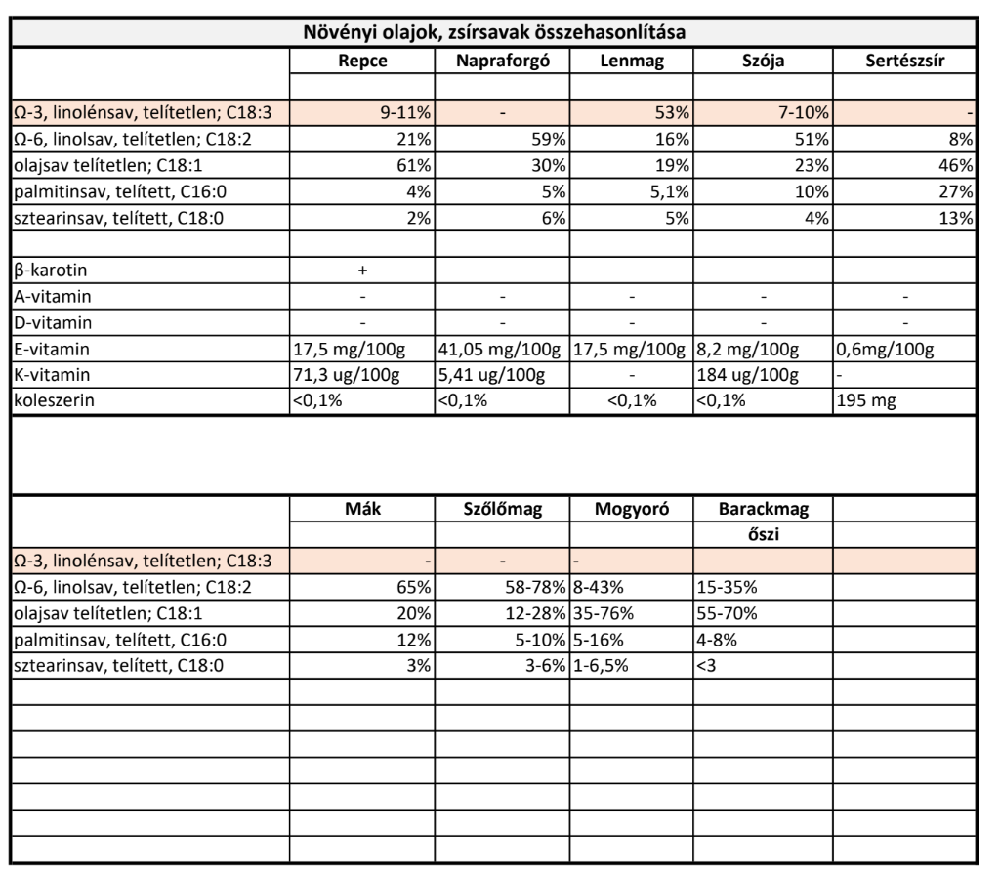 Növényi olajok, zsírsavak összehasonlítása
Repce Napraforgó Lenmag Szója Sertészsír
Ω-3, linolénsav, telítetlen; C18:3 9-11% - 53% 7-10% -
Ω-6, linolsav, telítetlen; C18:2 21% 59% 16% 51% 8%
olajsav telítetlen; C18:1 61% 30% 19% 23% 46%
palmitinsav, telített, C16:0 4% 5% 5,1% 10% 27%
sztearinsav, telített, C18:0 2% 6% 5% 4% 13%
β-karotin +
A-vitamin - - - - -
D-vitamin - - - - -
E-vitamin 17,5 mg/100g 41,05 mg/100g 17,5 mg/100g 8,2 mg/100g 0,6mg/100g
K-vitamin 71,3 ug/100g 5,41 ug/100g - 184 ug/100g -
koleszerin <0,1% <0,1% <0,1% <0,1% 195 mg
Mák Szőlőmag Mogyoró Barackmag
őszi
Ω-3, linolénsav, telítetlen; C18:3 - - -
Ω-6, linolsav, telítetlen; C18:2 65% 58-78% 8-43% 15-35%
olajsav telítetlen; C18:1 20% 12-28% 35-76% 55-70%
palmitinsav, telített, C16:0 12% 5-10% 5-16% 4-8%
sztearinsav, telített, C18:0 3% 3-6% 1-6,5% <3